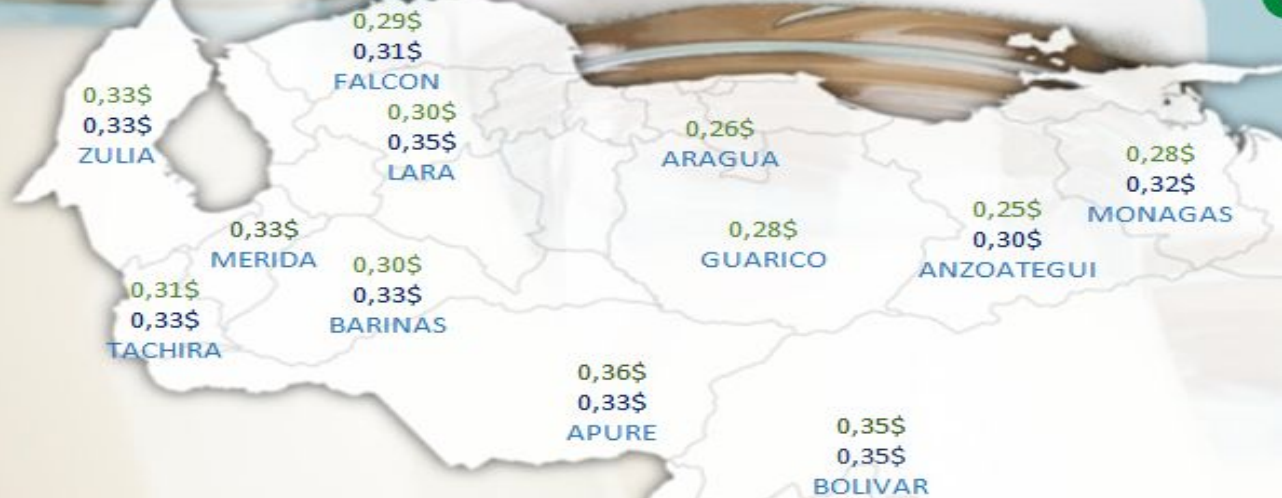 0,29$
0,31$
FALCON
0,33$
0,33$
ZULIA
0,30$
0,35$
LARA
0,26$
ARAGUA
0,28$
0,32$
MONAGAS
0,33$
MERIDA
0,28$
GUARICO
0,25$
0,30$
ANZOATEGUI
0,30$
0,33$
BARINAS
0,31$
0,33$
TACHIRA
0,36$
0,33$
APURE
0,35$
0,35$
BOLIVAR